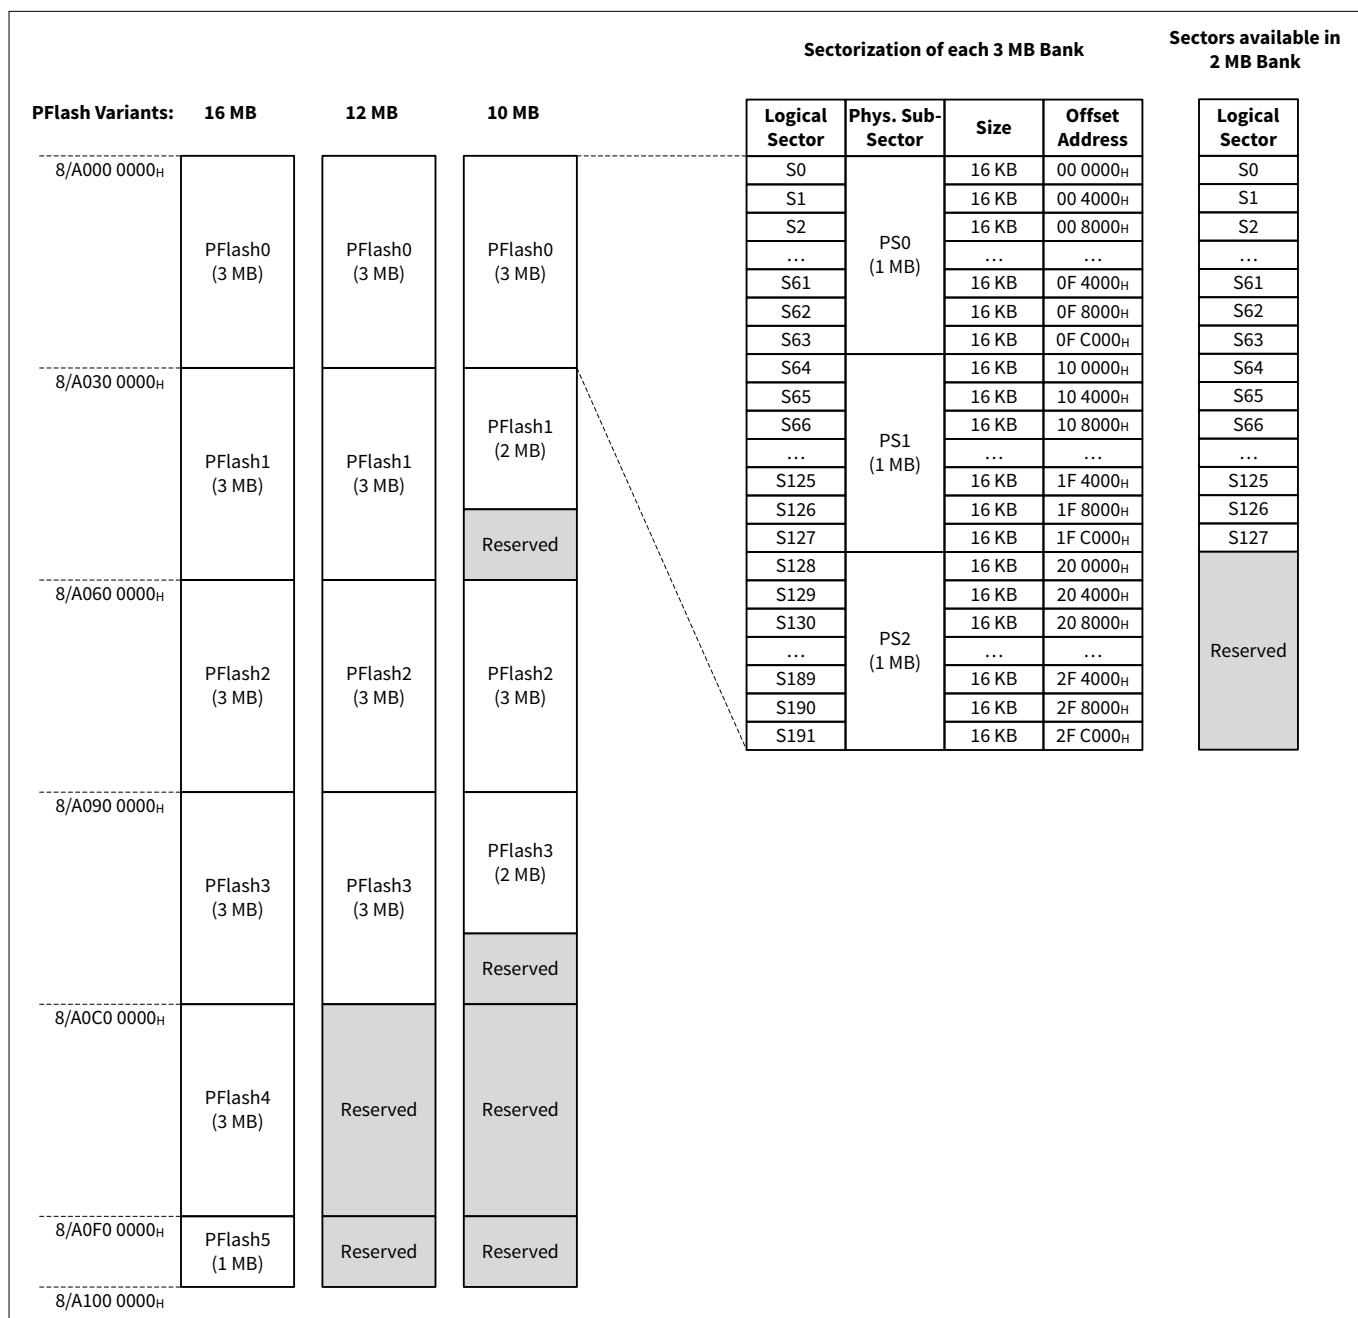 Sectorization of each 3 MB Bank
Sectors available in
2 MB Bank
PFlash Variants: 16 MB 12 MB 10 MB
8/A000 0000H
PFlash0
(3 MB)
PFlash0
(3 MB)
PFlash0
(3 MB)
8/A030 0000H
PFlash1
(3 MB)
PFlash1
(3 MB)
PFlash1
(2 MB)
Reserved
8/A060 0000H
PFlash2
(3 MB)
PFlash2
(3 MB)
PFlash2
(3 MB)
8/A090 0000H
PFlash3
(3 MB)
PFlash3
(3 MB)
PFlash3
(2 MB)
Reserved
8/A0C0 0000H
PFlash4
(3 MB)
Reserved
Reserved
8/A0F0 0000H
PFlash5
(1 MB)
Reserved
Reserved
8/A100 0000H
Logical
Sector
Phys. Sub-
Sector
Size
Offset
Address
S0 16 KB 00 0000H
S1 16 KB 00 4000H
S2 16 KB 00 8000H
PS0
(1 MB)
... ... ...
S61 16 KB 0F 4000H
S62 16 KB 0F 8000H
S63 16 KB 0F C000H
S64 16 KB 10 0000H
S65 16 KB 10 4000H
S66 16 KB 10 8000H
PS1
(1 MB)
... ... ...
S125 16 KB 1F 4000H
S126 16 KB 1F 8000H
S127 16 KB 1F C000H
S128 16 KB 20 0000H
S129 16 KB 20 4000H
S130 16 KB 20 8000H
PS2
(1 MB)
... ... ...
S189 16 KB 2F 4000H
S190 16 KB 2F 8000H
S191 16 KB 2F C000H
Logical
Sector
S0
S1
S2
...
S61
S62
S63
S64
S65
S66
...
S125
S126
S127
Reserved